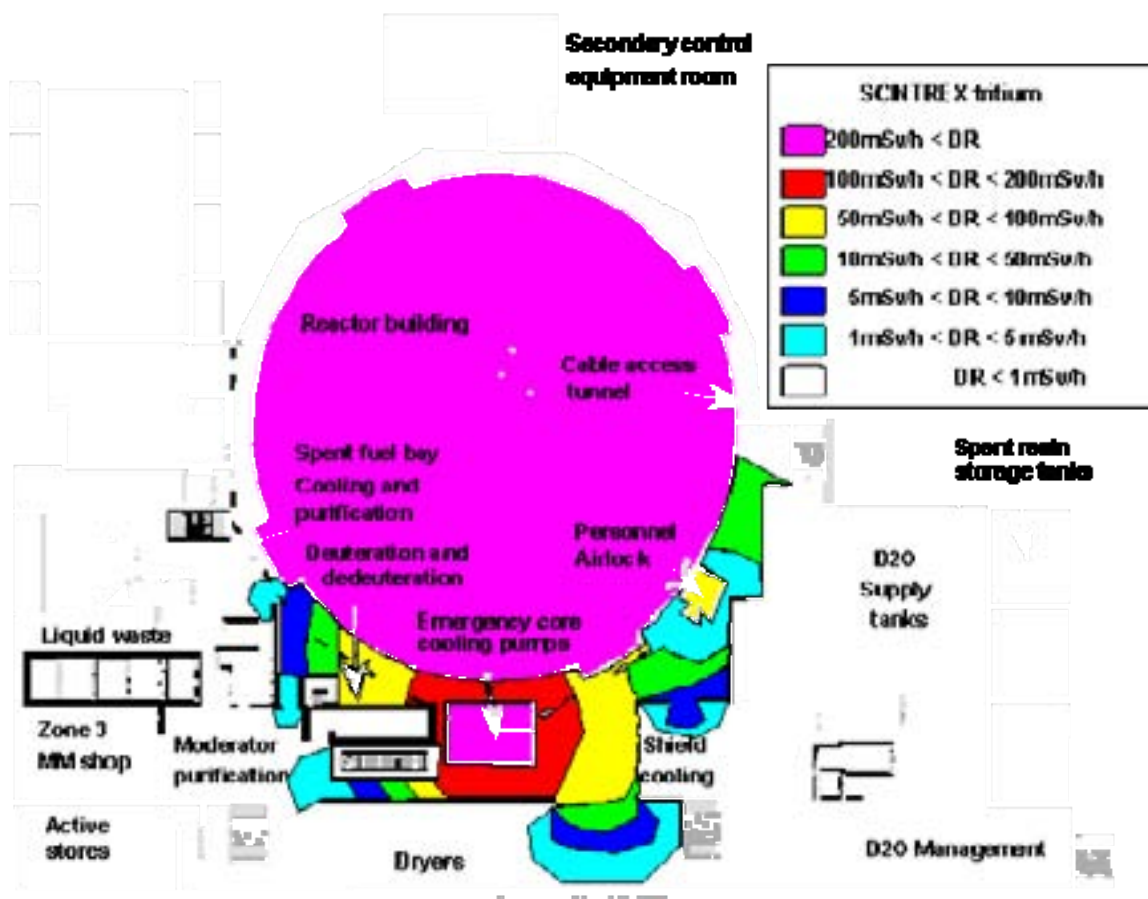 Secondary control
equipment room
SCINTREX tritium
200mSv/h < DR
100mSv/h < DR < 200mSv/h
50mSv/h < DR < 100mSv/h
10mSv/h < DR < 50mSv/h
5mSv/h < DR < 10mSv/h
1mSv/h < DR < 5 mSv/h
DR < 1mSv/h
Reactor building
Cable access
tunnel
Spent fuel bay
Cooling and
purification
Spent resin
storage tanks
Personnel
Airlock
Deuteration and
dedeuteration
D20
Supply
tanks
Emergency core
cooling pumps
Liquid waste
Zone 3
MM shop
Moderator
purification
Shield
cooling
Active
stores
Dryers
D20 Management